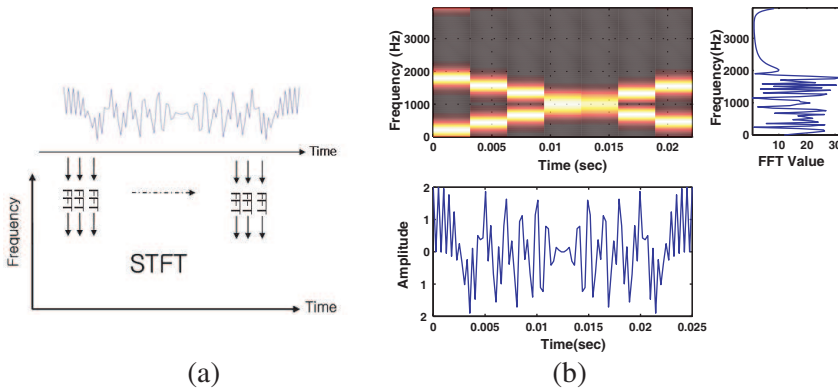 Time
FFT FFT FFT
FFT FFT FFT
STFT
Frequency
Time
(a)
Frequency (Hz)
3000
2000
1000
0
0 0.005 0.01 0.015 0.02
Time (sec)
Frequency(Hz)
3000
2000
1000
0
10 20 30
FFT Value
Amplitude
2
1
0
1
2
0 0.005 0.01 0.015 0.02 0.025
Time(sec)
(b)